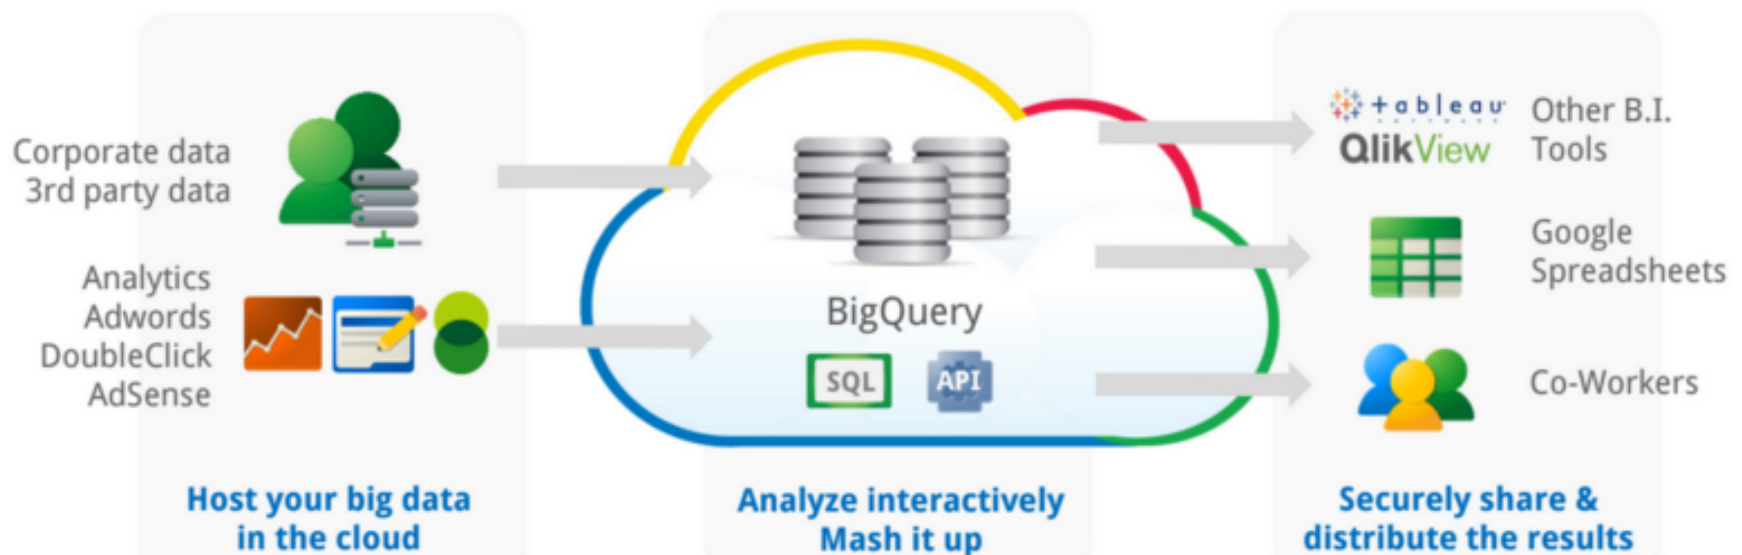 Corporate data
3rd party data
Analytics
Adwords
DoubleClick
AdSense
Host your big data
in the cloud
BigQuery
SQL
API
Analyze interactively
Mash it up
+ableau
QlikView
Other B.I.
Tools
Google
Spreadsheets
Co-Workers
Securely share &
distribute the results